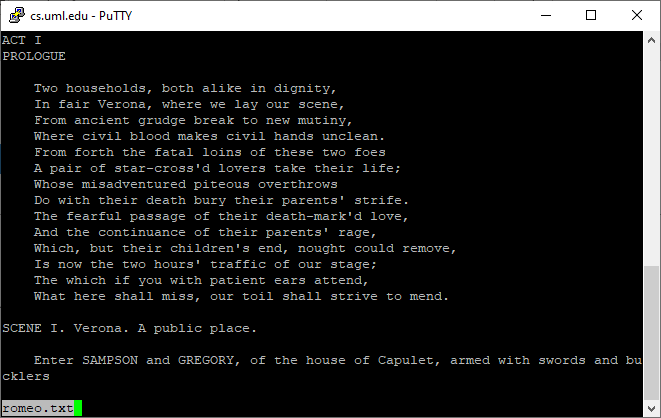 cs.uml.edu - PuTTY
ACT I
PROLOGUE
Two households, both alike in dignity,
In fair Verona, where we lay our scene,
From ancient grudge break to new mutiny,
Where civil blood makes civil hands unclean.
From forth the fatal loins of these two foes
A pair of star-cross'd lovers take their life;
Whose misadventured piteous overthrows
Do with their death bury their parents' strife.
The fearful passage of their death-mark'd love,
And the continuance of their parents' rage,
Which, but their children's end, nought could remove,
Is now the two hours' traffic of our stage;
The which if you with patient ears attend,
What here shall miss, our toil shall strive to mend.
SCENE I. Verona. A public place.
Enter SAMPSON and GREGORY, of the house of Capulet, armed with swords and bu
cklers
romeo.txt